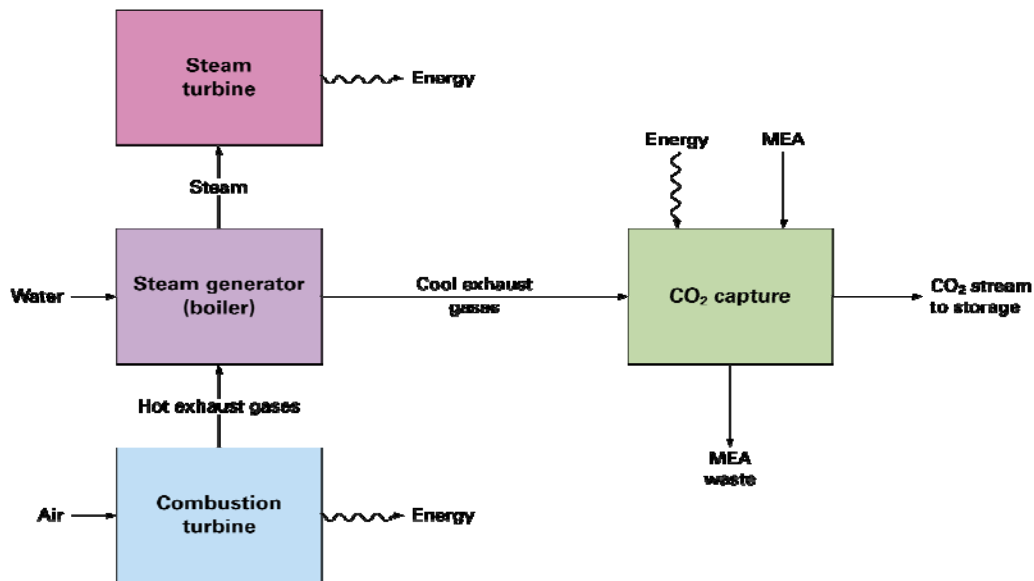 Steam
turbine
Energy
Energy
MEA
Steam
Water
Steam generator
(boiler)
Cool exhaust
gases
CO₂ capture
CO₂ stream
to storage
Hot exhaust gases
MEA
waste
Air
Combustion
turbine
Energy